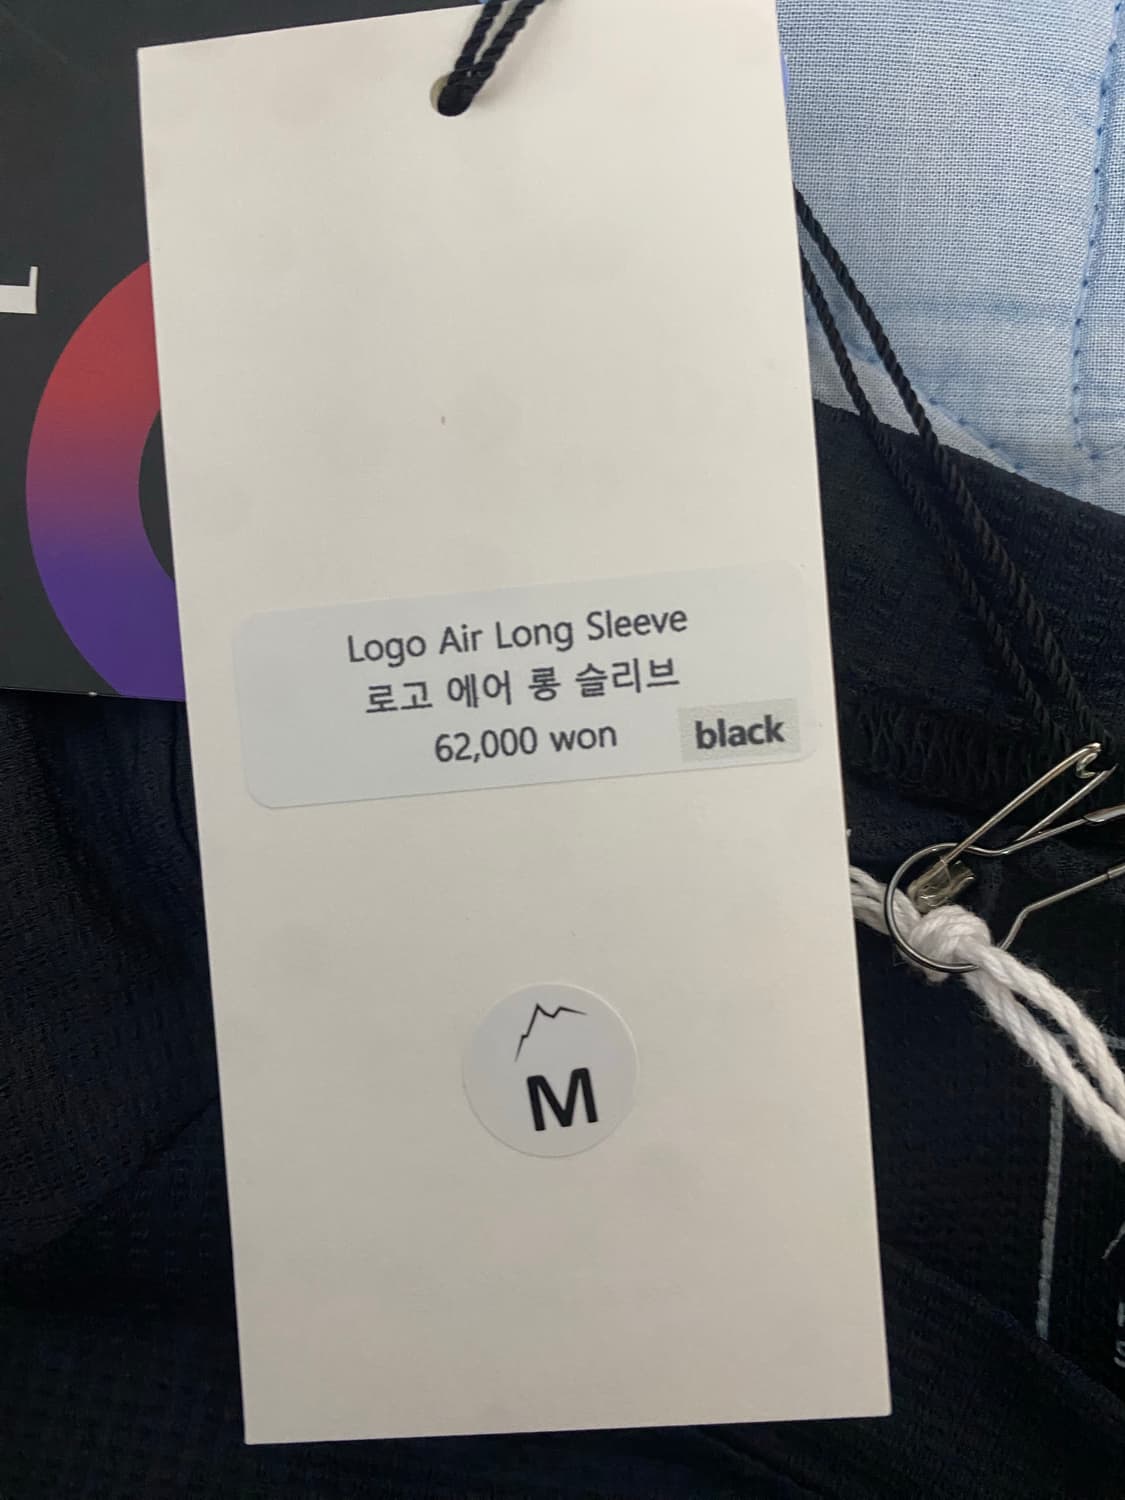 L
Logo Air Long Sleeve
로고 에어 롱 슬리브
62,000 won
black
M